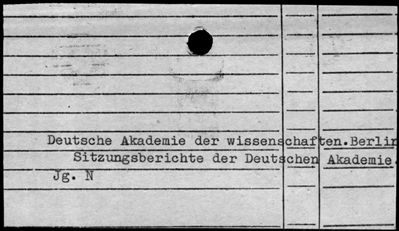 Deutsche Akademie der wissenschaften.Berlin
Sitzungsberichte der Deutschen Akademie.
Jg. N